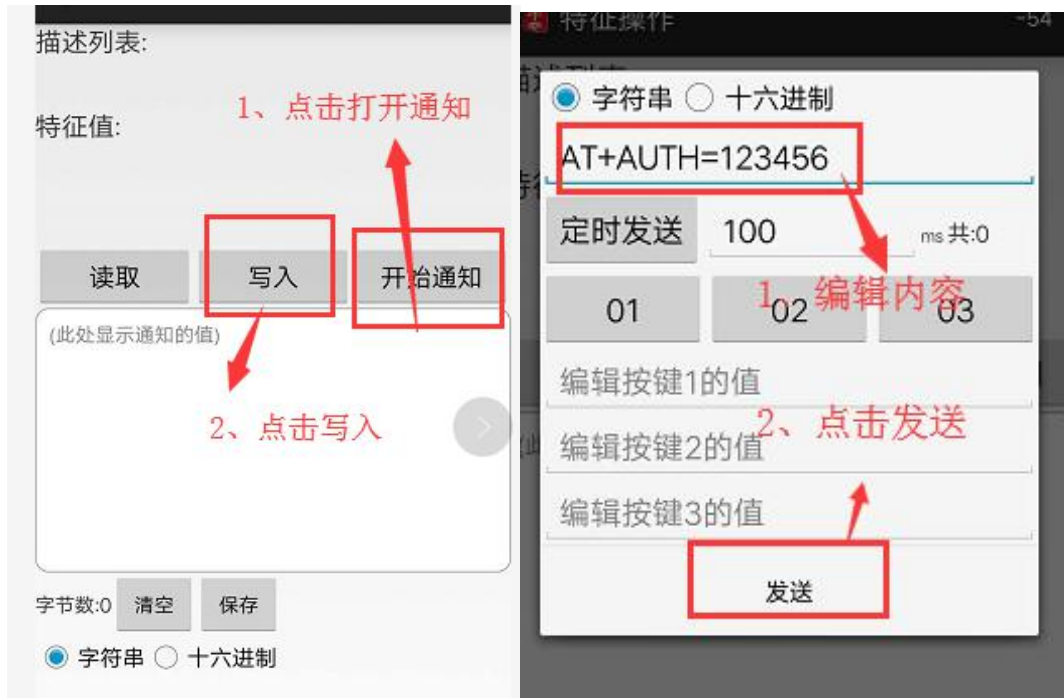 描述列表:
1、点击打开通知
特征值:
读取
写入
开始通知
(此处显示通知的值)
2、点击写入
字节数:0
清空
保存
字符串
十六进制
特征操作
-54
字符串
十六进制
AT+AUTH=123456
定时发送
100
ms 共:0
01
02
03
1、编辑内容
编辑按键1的值
2、点击发送
编辑按键2的值
编辑按键3的值
发送